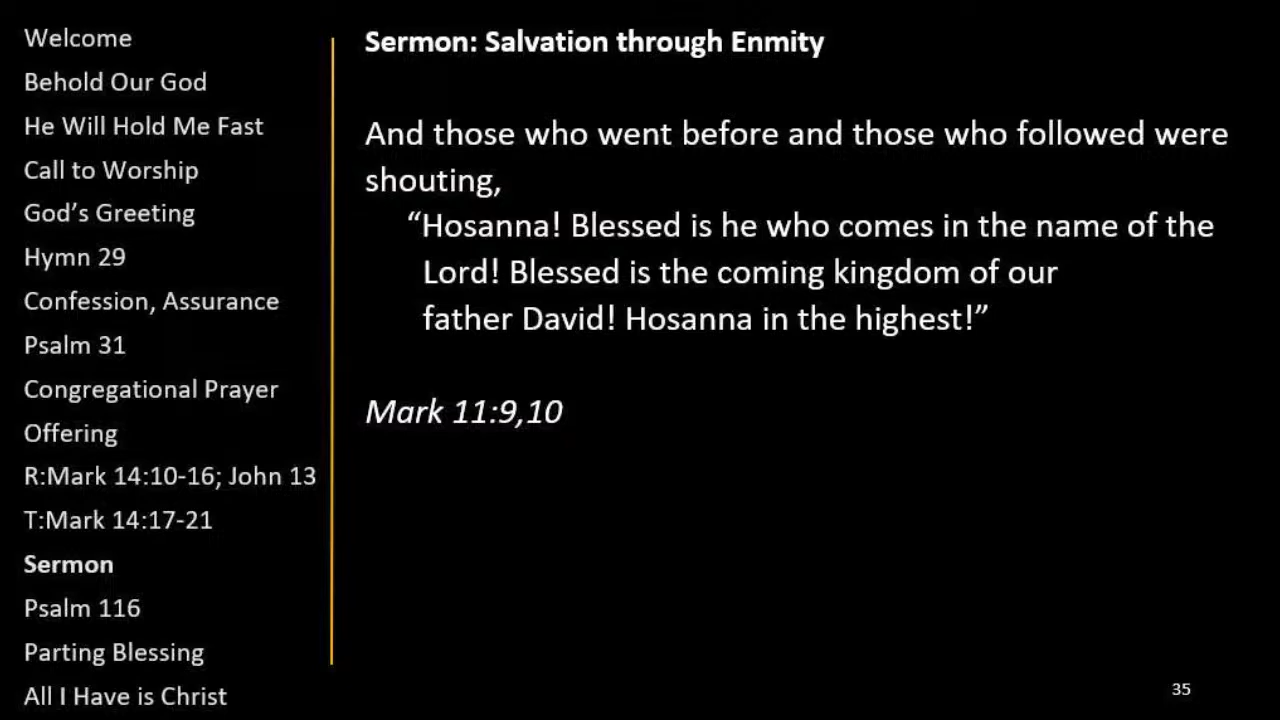 Welcome
Behold Our God
He Will Hold Me Fast
Call to Worship
God’s Greeting
Hymn 29
Confession, Assurance
Psalm 31
Congregational Prayer
Offering
R:Mark 14:10-16; John 13
T:Mark 14:17-21
Sermon
Psalm 116
Parting Blessing
All I Have is Christ
Sermon: Salvation through Enmity
And those who went before and those who followed were
shouting,
“Hosanna! Blessed is he who comes in the name of the
Lord! Blessed is the coming kingdom of our
father David! Hosanna in the highest!”
Mark 11:9,10
35